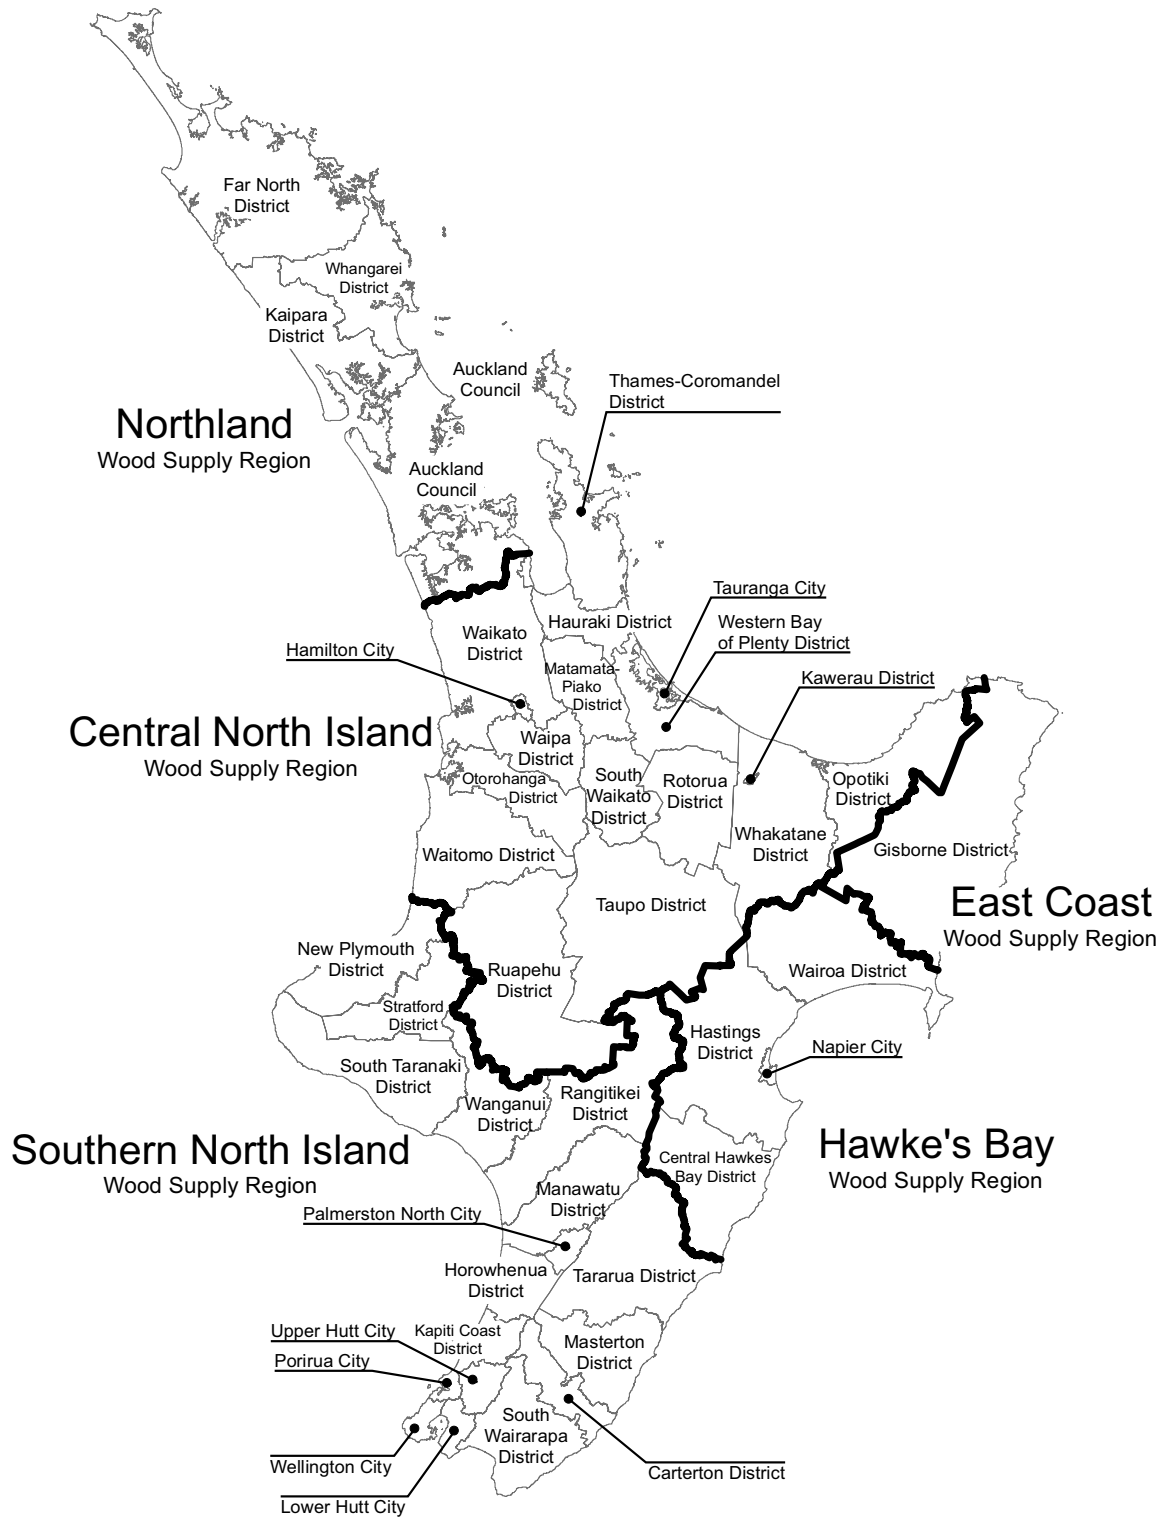 Far North
District
Whangarei
District
Kaipara
District
Auckland
Council
Thames-Coromandel
District
Northland
Wood Supply Region
Auckland
Council
Tauranga City
Western Bay
of Plenty District
Hauraki District
Waikato
District
Hamilton City
Matamata-
Piako
District
Kawerau District
Central North Island
Wood Supply Region
Waipa
District
Otorohanga
District
South
Waikato
District
Rotorua
District
Opotiki
District
Whakatane
District
Gisborne District
Waitomo District
Taupo District
East Coast
Wood Supply Region
New Plymouth
District
Ruapehu
District
Wairoa District
Stratford
District
Hastings
District
Napier City
South Taranaki
District
Wanganui
District
Rangitikei
District
Southern North Island
Wood Supply Region
Hawke's Bay
Wood Supply Region
Central Hawkes
Bay District
Manawatu
District
Palmerston North City
Horowhenua
District
Tararua District
Upper Hutt City
Kapiti Coast
District
Porirua City
Masterton
District
South
Wairarapa
District
Wellington City
Carterton District
Lower Hutt City